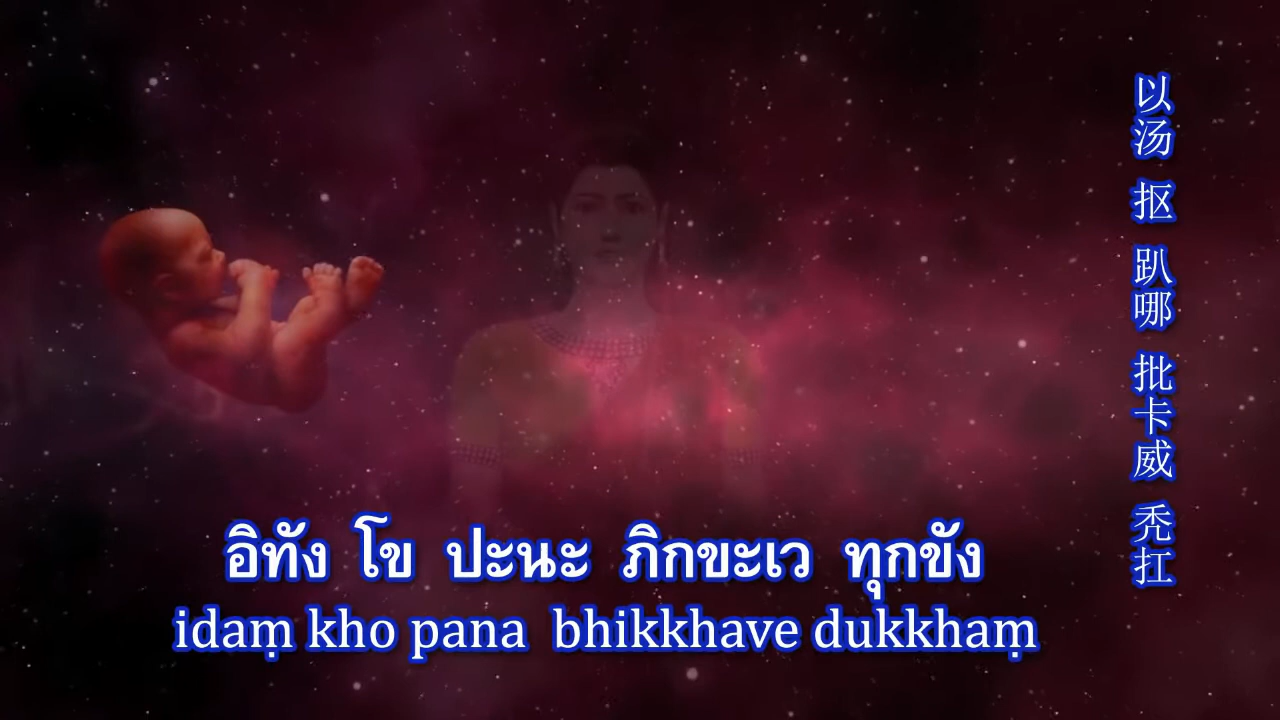 以汤 抠 趴哪 批卡威 秃扛
อิทัง โข ปะนะ ภิกขะเว ทุกขัง
idaṃ kho pana bhikkhave dukkhaṃ